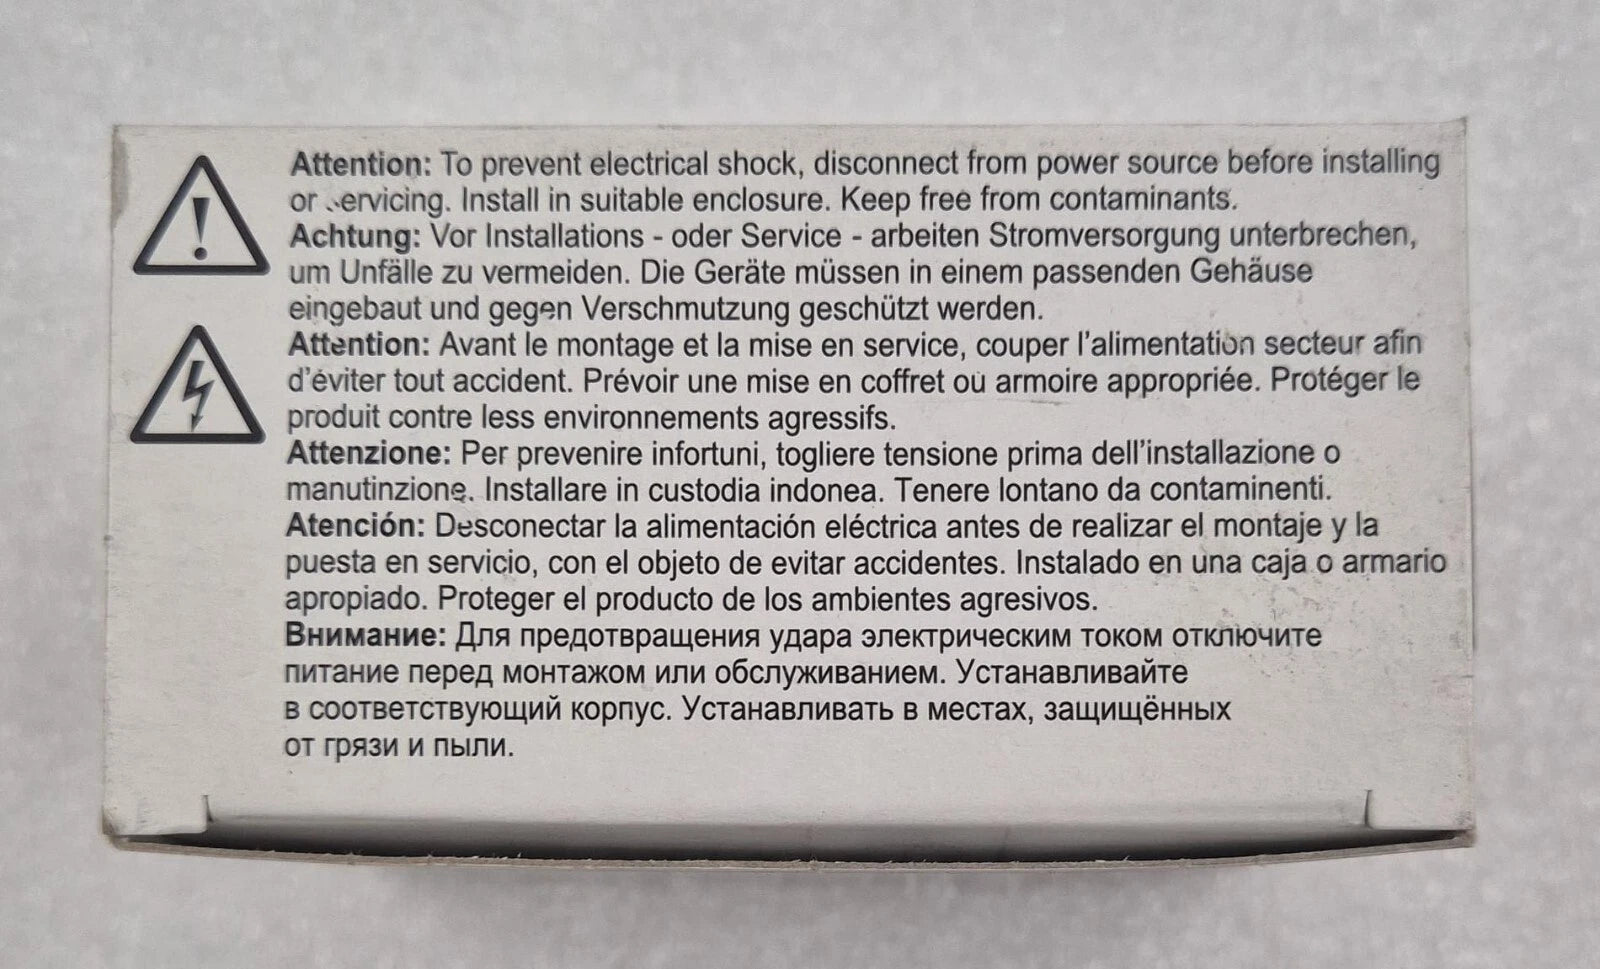 Attention: To prevent electrical shock, disconnect from power source before installing
or servicing. Install in suitable enclosure. Keep free from contaminants.
Achtung: Vor Installations - oder Service - arbeiten Stromversorgung unterbrechen,
um Unfälle zu vermeiden. Die Geräte müssen in einem passenden Gehäuse
eingebaut und gegen Verschmutzung geschützt werden.
Attention: Avant le montage et la mise en service, couper l'alimentation secteur afin
d'éviter tout accident. Prévoir une mise en coffret ou armoire appropriée. Protéger le
produit contre less environnements agressifs.
Attenzione: Per prevenire infortuni, togliere tensione prima dell'installazione o
manutinzione. Installare in custodia indonea. Tenere lontano da contaminenti.
Atención: Desconectar la alimentación eléctrica antes de realizar el montaje y la
puesta en servicio, con el objeto de evitar accidentes. Instalado en una caja o armario
apropiado. Proteger el producto de los ambientes agresivos.
Внимание: Для предотвращения удара электрическим током отключите
питание перед монтажом или обслуживанием. Устанавливайте
в соответствующий корпус. Устанавливать в местах, защищённых
от грязи и пыли.